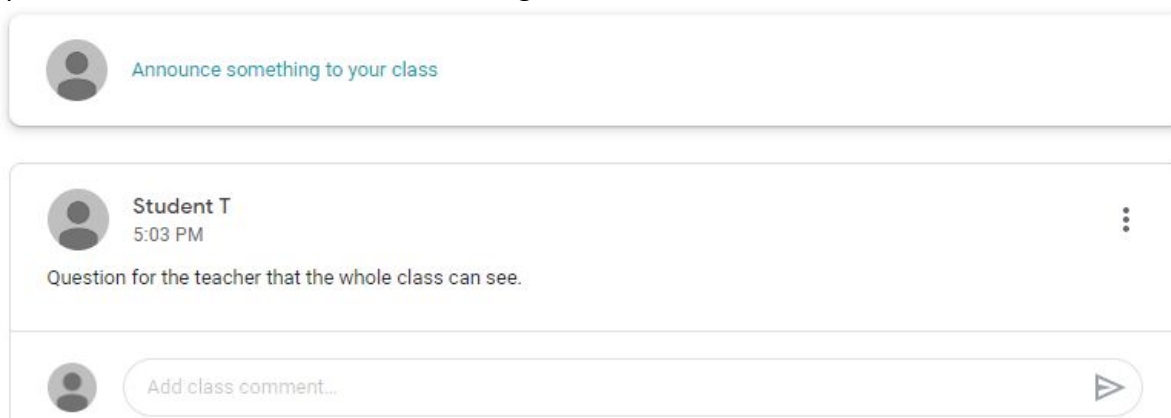 Announce something to your class
Student T
5:03 PM
Question for the teacher that the whole class can see.
Add class comment...